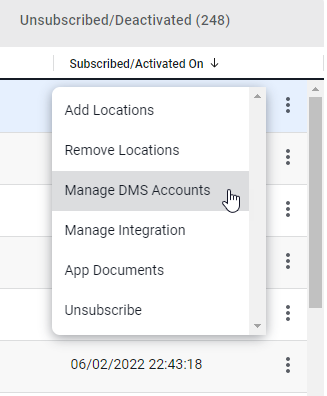 Unsubscribed/Deactivated (248)
Subscribed/Activated On ↓
Add Locations
Remove Locations
Manage DMS Accounts
Manage Integration
App Documents
Unsubscribe
06/02/2022 22:43:18